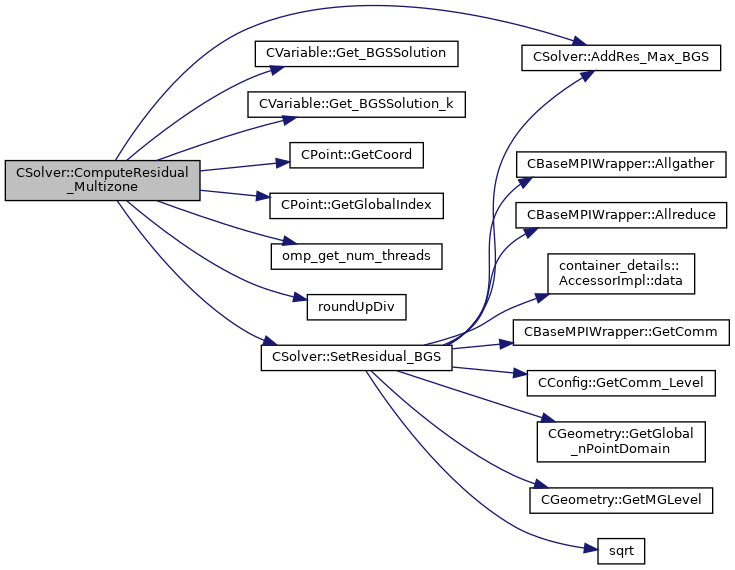 CSolver::ComputeResidual
_Multizone
CSolver::AddRes_Max_BGS
CVariable::Get_BGSSolution
CVariable::Get_BGSSolution_k
CPoint::GetCoord
CPoint::GetGlobalIndex
omp_get_num_threads
roundUpDiv
CSolver::SetResidual_BGS
CBaseMPIWrapper::Allgather
CBaseMPIWrapper::Allreduce
container_details::
AccessorImpl::data
CBaseMPIWrapper::GetComm
CConfig::GetComm_Level
CGeometry::GetGlobal
_nPointDomain
CGeometry::GetMGLevel
sqrt